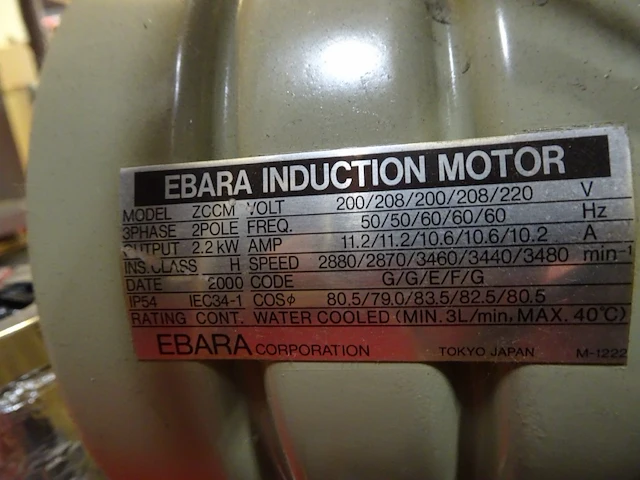 EBARA INDUCTION MOTOR
MODEL ZCCM VOLT 200/208/200/208/220 V
3PHASE 2POLE FREQ. 50/50/60/60/60 Hz
OUTPUT 2.2 kW AMP 11.2/11.2/10.6/10.6/10.2 A
INS.CLASS H SPEED 2880/2870/3460/3440/3480 min⁻¹
DATE 2000 CODE G/G/E/F/G
IP54 IEC34-1 COSφ 80.5/79.0/83.5/82.5/80.5
RATING CONT. WATER COOLED (MIN. 3L/min, MAX. 40℃)
EBARA CORPORATION TOKYO JAPAN M-1222